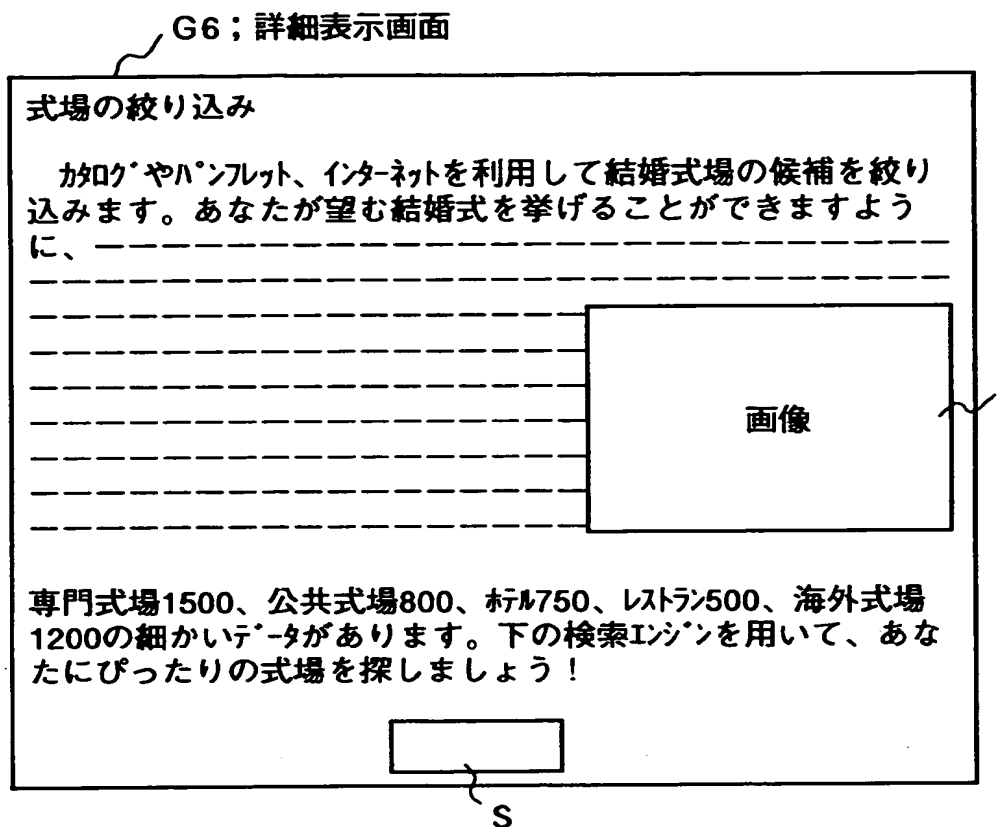 G6；詳細表示画面
式場の絞り込み
ｶﾀﾛｸﾞやﾊﾟﾝﾌﾚｯﾄ、ｲﾝﾀｰﾈｯﾄを利用して結婚式場の候補を絞り
込みます。あなたが望む結婚式を挙げることができますよう
に、
画像
専門式場1500、公共式場800、ﾎﾃﾙ750、ﾚｽﾄﾗﾝ500、海外式場
1200の細かいﾃﾞｰﾀがあります。下の検索ｴﾝｼﾞﾝを用いて、あな
たにぴったりの式場を探しましょう！
S